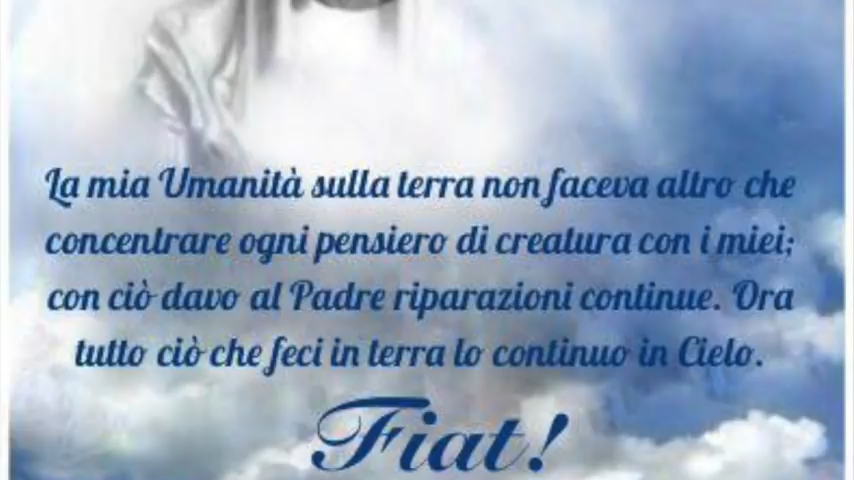 La mia Umanità sulla terra non faceva altro che
concentrare ogni pensiero di creatura con i miei;
con ciò davo al Padre riparazioni continue. Ora
tutto ciò che feci in terra lo continuo in Cielo.
Fiat!